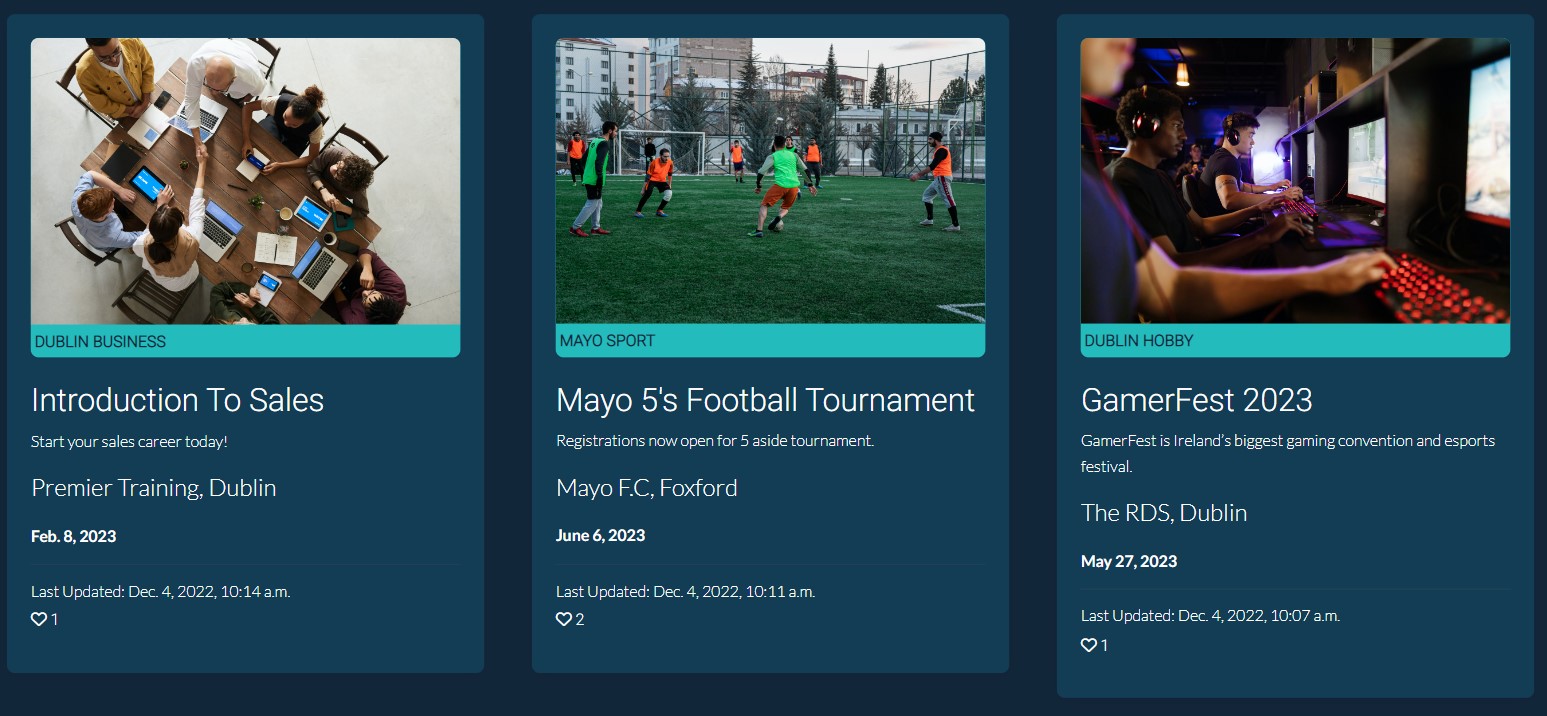 DUBLIN BUSINESS
Introduction To Sales
Start your sales career today!
Premier Training, Dublin
Feb. 8, 2023
Last Updated: Dec. 4, 2022, 10:14 a.m.
1
MAYO SPORT
Mayo 5's Football Tournament
Registrations now open for 5 aside tournament.
Mayo F.C, Foxford
June 6, 2023
Last Updated: Dec. 4, 2022, 10:11 a.m.
2
DUBLIN HOBBY
GamerFest 2023
GamerFest is Ireland’s biggest gaming convention and esports
festival.
The RDS, Dublin
May 27, 2023
Last Updated: Dec. 4, 2022, 10:07 a.m.
1